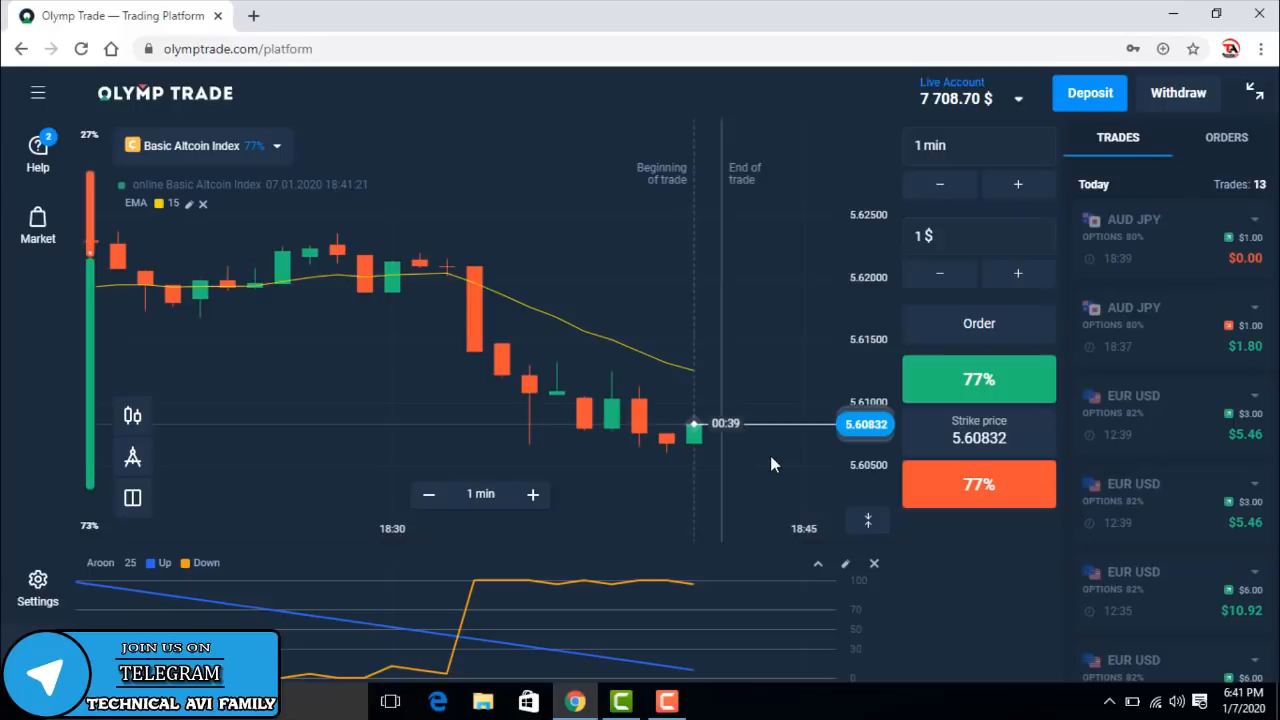 Olymp Trade — Trading Platform
olymptrade.com/platform
OLYMP TRADE
Live Account
7 708.70 $
Deposit
Withdraw
2
Help
Market
27%
Basic Altcoin Index 77%
online Basic Altcoin Index 07.01.2020 18:41:21
EMA 15
Beginning of trade
End of trade
5.62500
5.62000
5.61500
5.61000
00:39
5.60832
5.60500
1 min
73%
18:30
18:45
1 min
1 $
Order
77%
Strike price
5.60832
77%
TRADES
ORDERS
Today
Trades: 13
AUD JPY
OPTIONS 80%
$1.00
18:39
$0.00
AUD JPY
OPTIONS 80%
$1.00
18:37
$1.80
EUR USD
OPTIONS 82%
$3.00
12:39
$5.46
EUR USD
OPTIONS 82%
$3.00
12:39
$5.46
EUR USD
OPTIONS 82%
$6.00
12:35
$10.92
EUR USD
OPTIONS 82%
$6.00
Aroon 25 Up Down
100
70
50
30
0
Settings
JOIN US ON
TELEGRAM
TECHNICAL AVI FAMILY
6:41 PM
1/7/2020